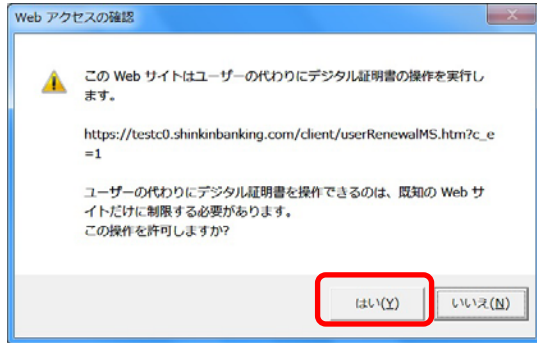 Web アクセスの確認
この Web サイトはユーザーの代わりにデジタル証明書の操作を実行し
ます。
https://testc0.shinkinbanking.com/client/userRenewalMS.htm?c_e
=1
ユーザーの代わりにデジタル証明書を操作できるのは、既知の Web サ
イトだけに制限する必要があります。
この操作を許可しますか?
はい(Y) いいえ(N)